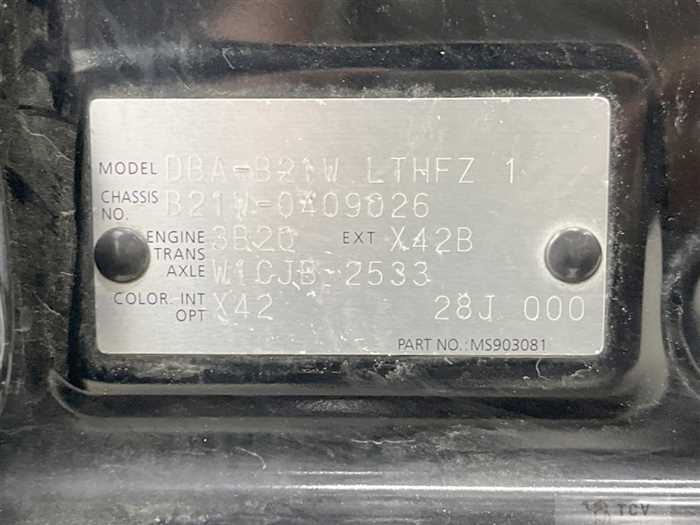 MODEL DBA-B21W LTHFZ 1
CHASSIS NO. B21W-0409026
ENGINE 3B20 EXT X42B
TRANS AXLE W1CJB-2533
COLOR. INT X42
OPT 28J 000
PART NO.: MS903081
TCV